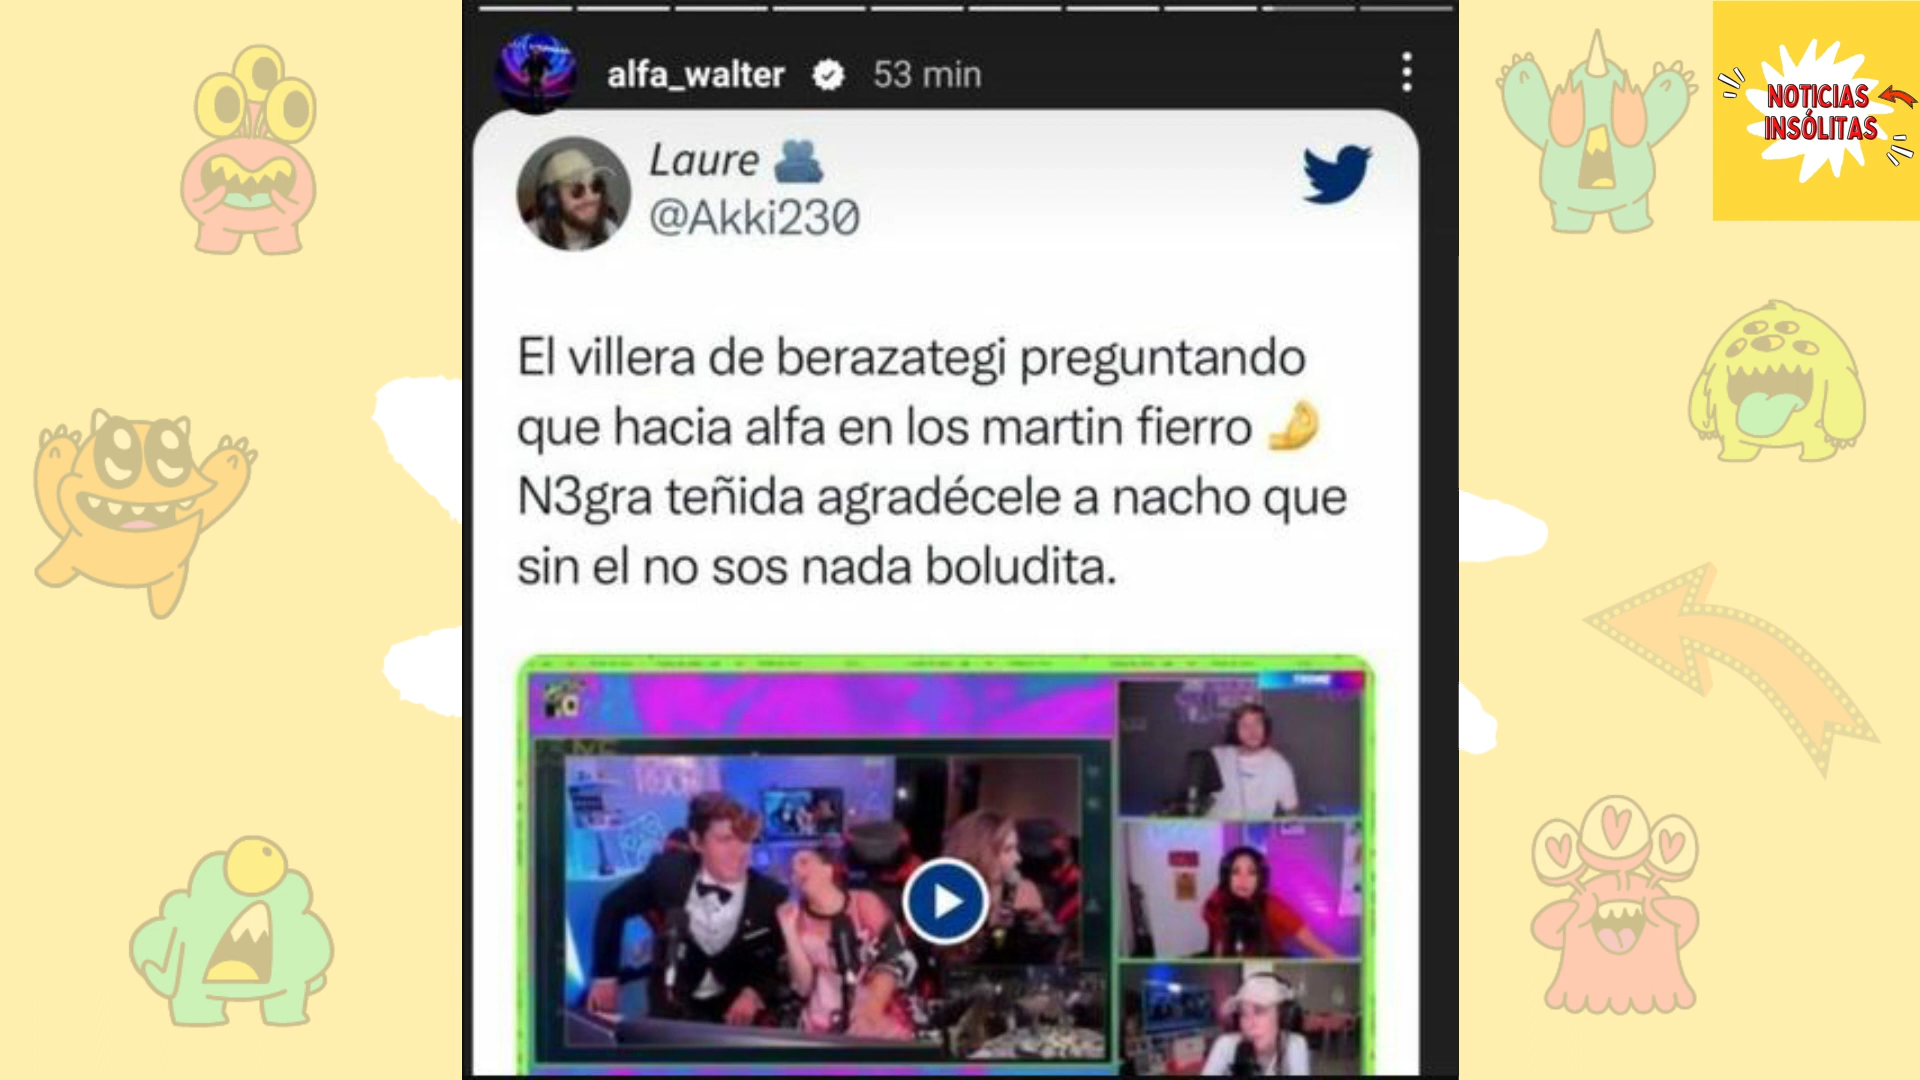 alfa_walter 53 min
NOTICIAS
INSÓLITAS
Laure
@Akki230
El villera de berazategi preguntando
que hacia alfa en los martin fierro
N3gra teñida agradécele a nacho que
sin el no sos nada boludita.